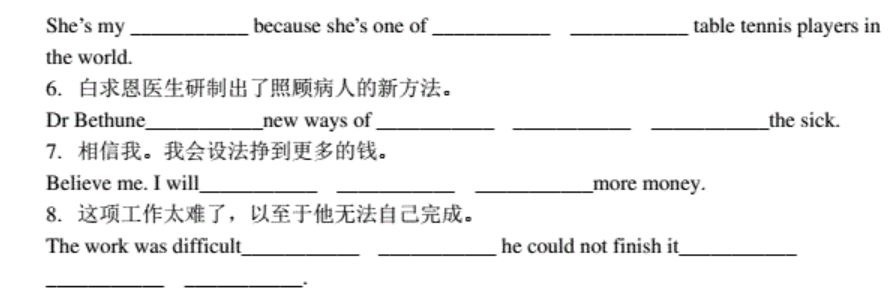 She's my ___________ because she's one of ___________ ___________ table tennis players in
the world.
6. 白求恩医生研制出了照顾病人的新方法。
Dr Bethune___________new ways of ___________ ___________ ___________the sick.
7. 相信我。我会设法挣到更多的钱。
Believe me. I will___________ ___________ ___________more money.
8. 这项工作太难了，以至于他无法自己完成。
The work was difficult___________ ___________ he could not finish it___________
___________ ___________.